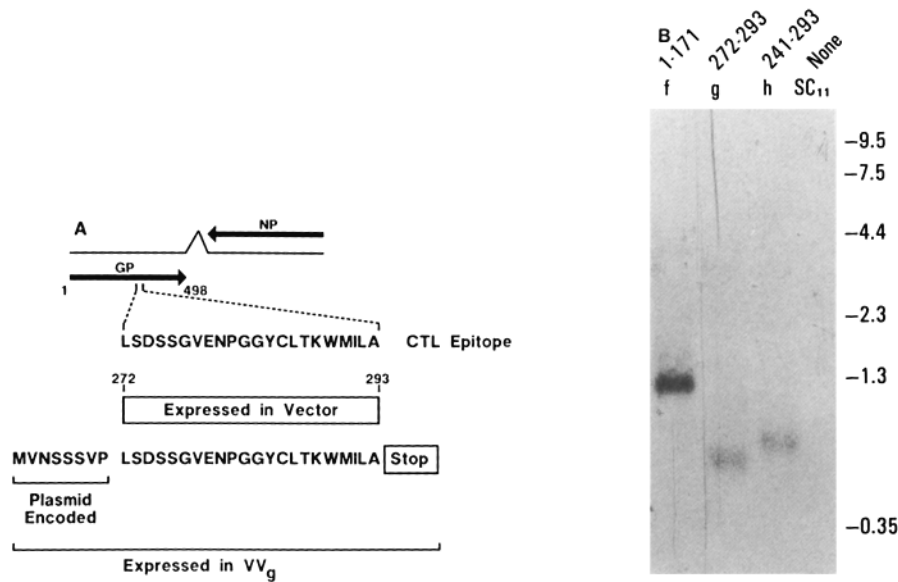 A
NP
GP
1
498
LSDSSGVENPGGYCLTKWMILA CTL Epitope
272 293
Expressed in Vector
MVNSSSVP LSDSSGVENPGGYCLTKWMILA Stop
Plasmid
Encoded
Expressed in VVg
B
1-171 272-293 241-293 None
f g h SC11
–9.5
–7.5
–4.4
–2.3
–1.3
–0.35